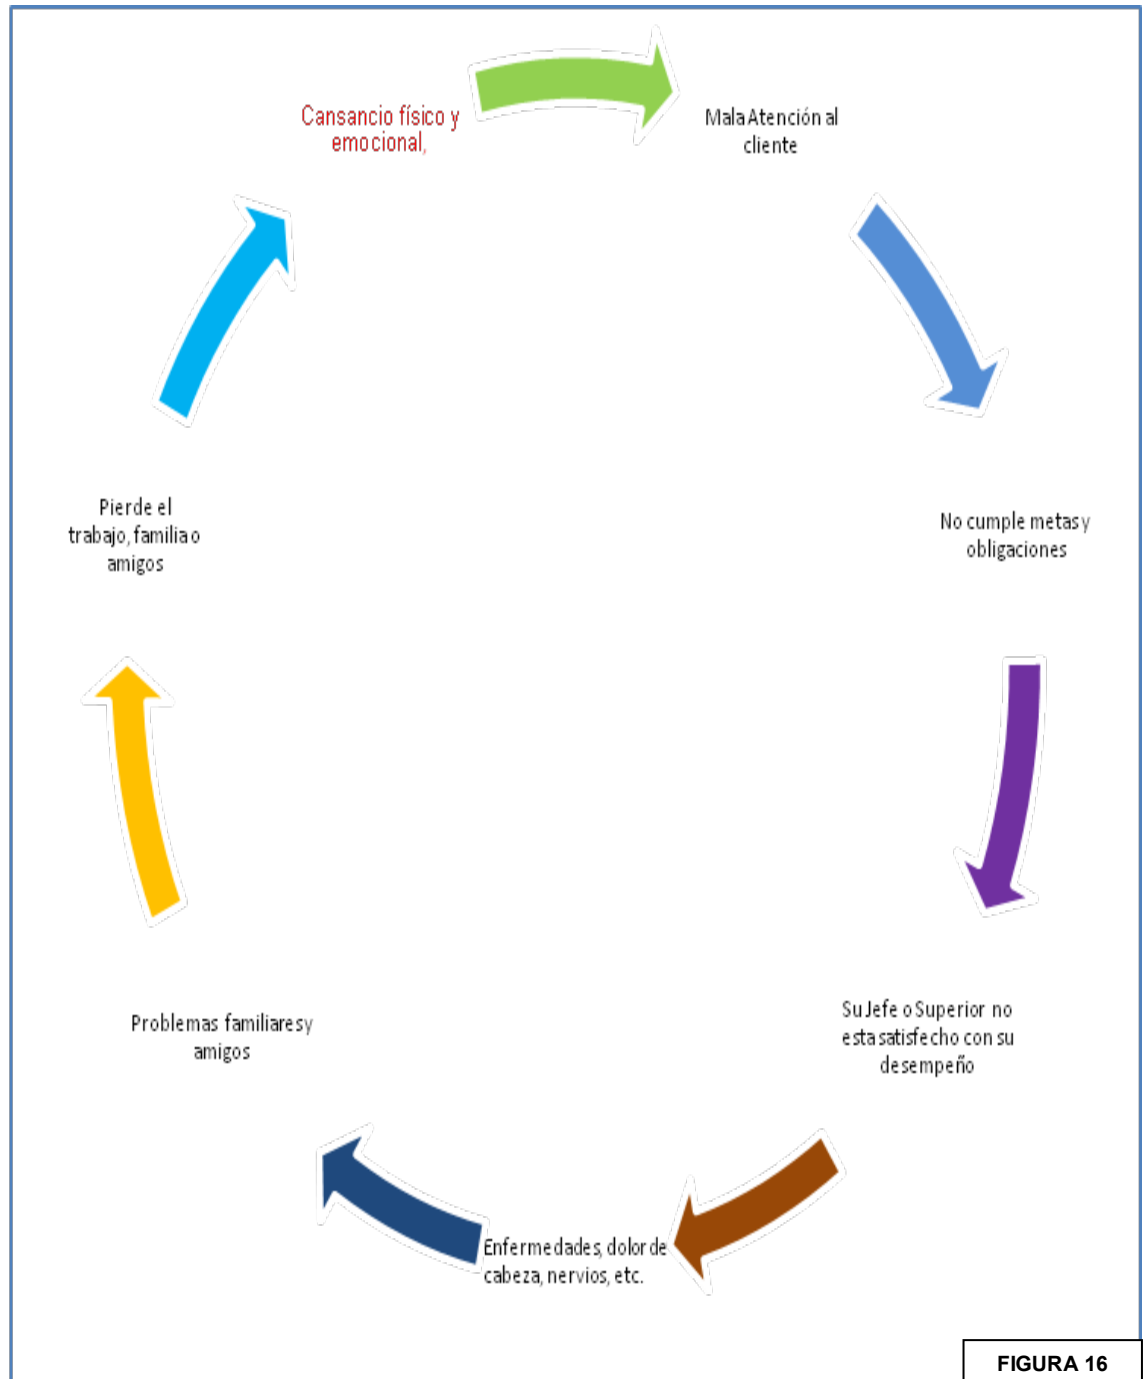 Cansancio físico y
emocional,
Mala Atención al
cliente
No cumple metas y
obligaciones
Su Jefe o Superior no
esta satisfecho con su
desempeño
Enfermedades, dolor de
cabeza, nervios, etc.
Problemas familiares y
amigos
Pierde el
trabajo, familia o
amigos
FIGURA 16